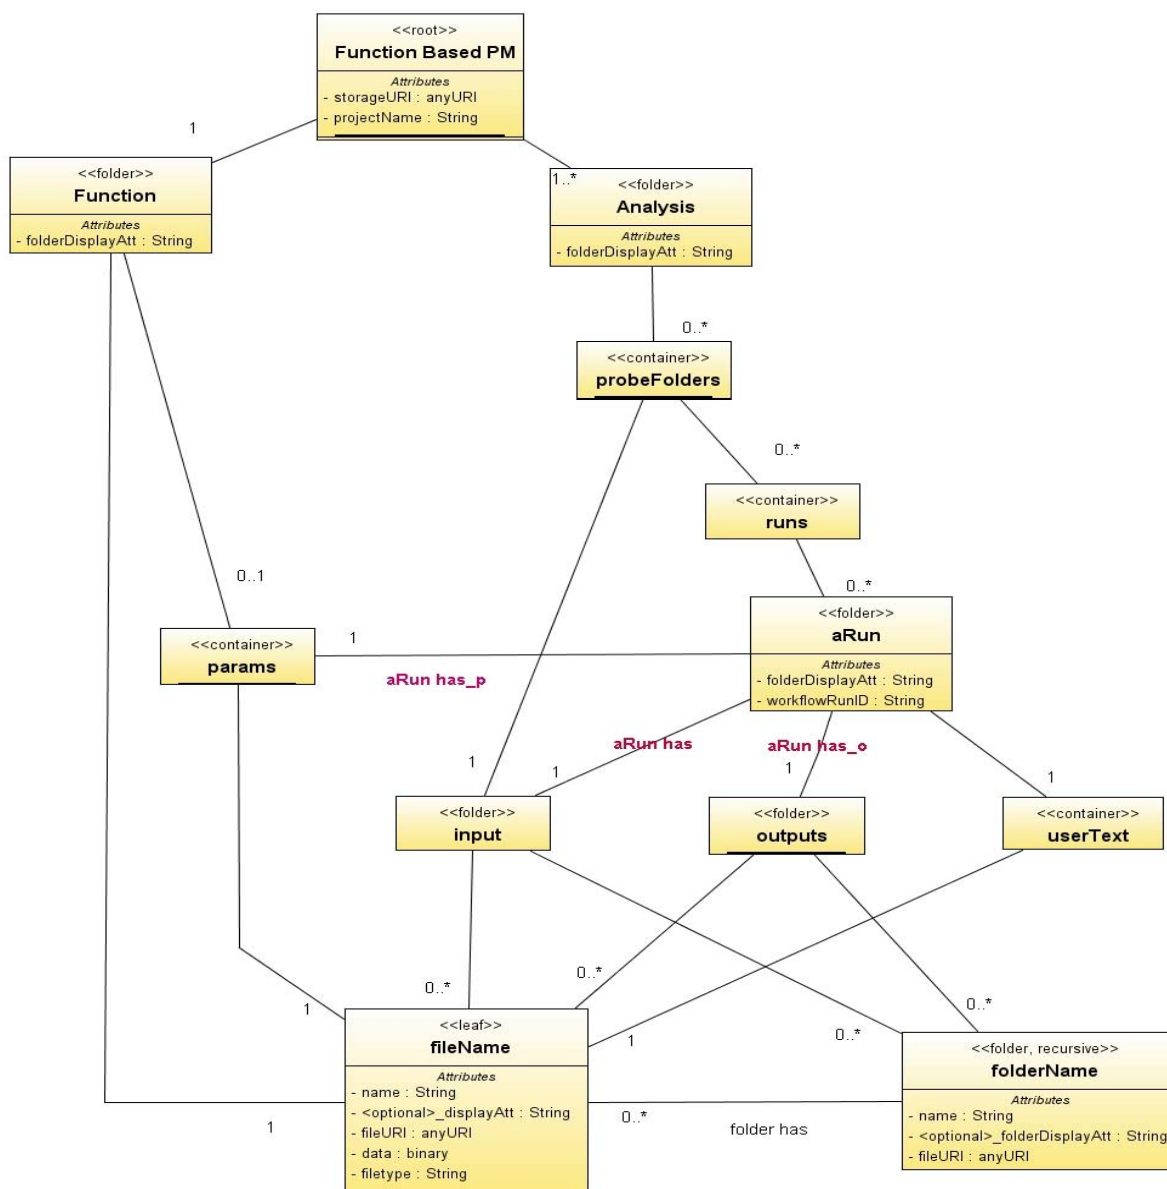 <<root>>
Function Based PM
Attributes
- storageURI : anyURI
- projectName : String
1
1..*
<<folder>>
Function
Attributes
- folderDisplayAtt : String
<<folder>>
Analysis
Attributes
- folderDisplayAtt : String
0..*
<<container>>
probeFolders
0..*
<<container>>
runs
0..1
0..*
<<folder>>
aRun
Attributes
- folderDisplayAtt : String
- workflowRunID : String
<<container>>
params
1
aRun has_p
aRun has
aRun has_o
1
1
1
1
<<folder>>
input
<<folder>>
outputs
<<container>>
userText
0..*
0..*
0..*
0..*
1
1
<<leaf>>
fileName
Attributes
- name : String
- <optional>_displayAtt : String
- fileURI : anyURI
- data : binary
- filetype : String
<<folder, recursive>>
folderName
Attributes
- name : String
- <optional>_folderDisplayAtt : String
- fileURI : anyURI
1
0..*
folder has